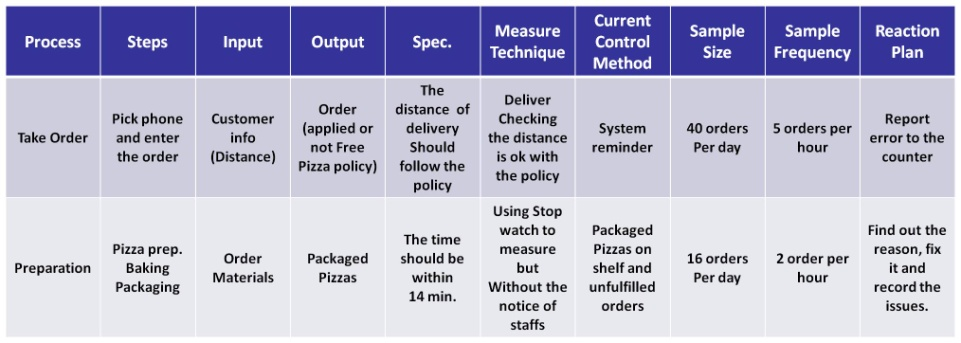 Process
Steps
Input
Output
Spec.
Measure
Technique
Current
Control
Method
Sample
Size
Sample
Frequency
Reaction
Plan
Take Order
Pick phone
and enter
the order
Customer
info
(Distance)
Order
(applied or
not Free
Pizza policy)
The
distance of
delivery
Should
follow the
policy
Deliver
Checking
the distance
is ok with
the policy
System
reminder
40 orders
Per day
5 orders per
hour
Report
error to the
counter
Preparation
Pizza prep.
Baking
Packaging
Order
Materials
Packaged
Pizzas
The time
should be
within
14 min.
Using Stop
watch to
measure
but
Without the
notice of
staffs
Packaged
Pizzas on
shelf and
unfulfilled
orders
16 orders
Per day
2 order per
hour
Find out the
reason, fix
it and
record the
issues.